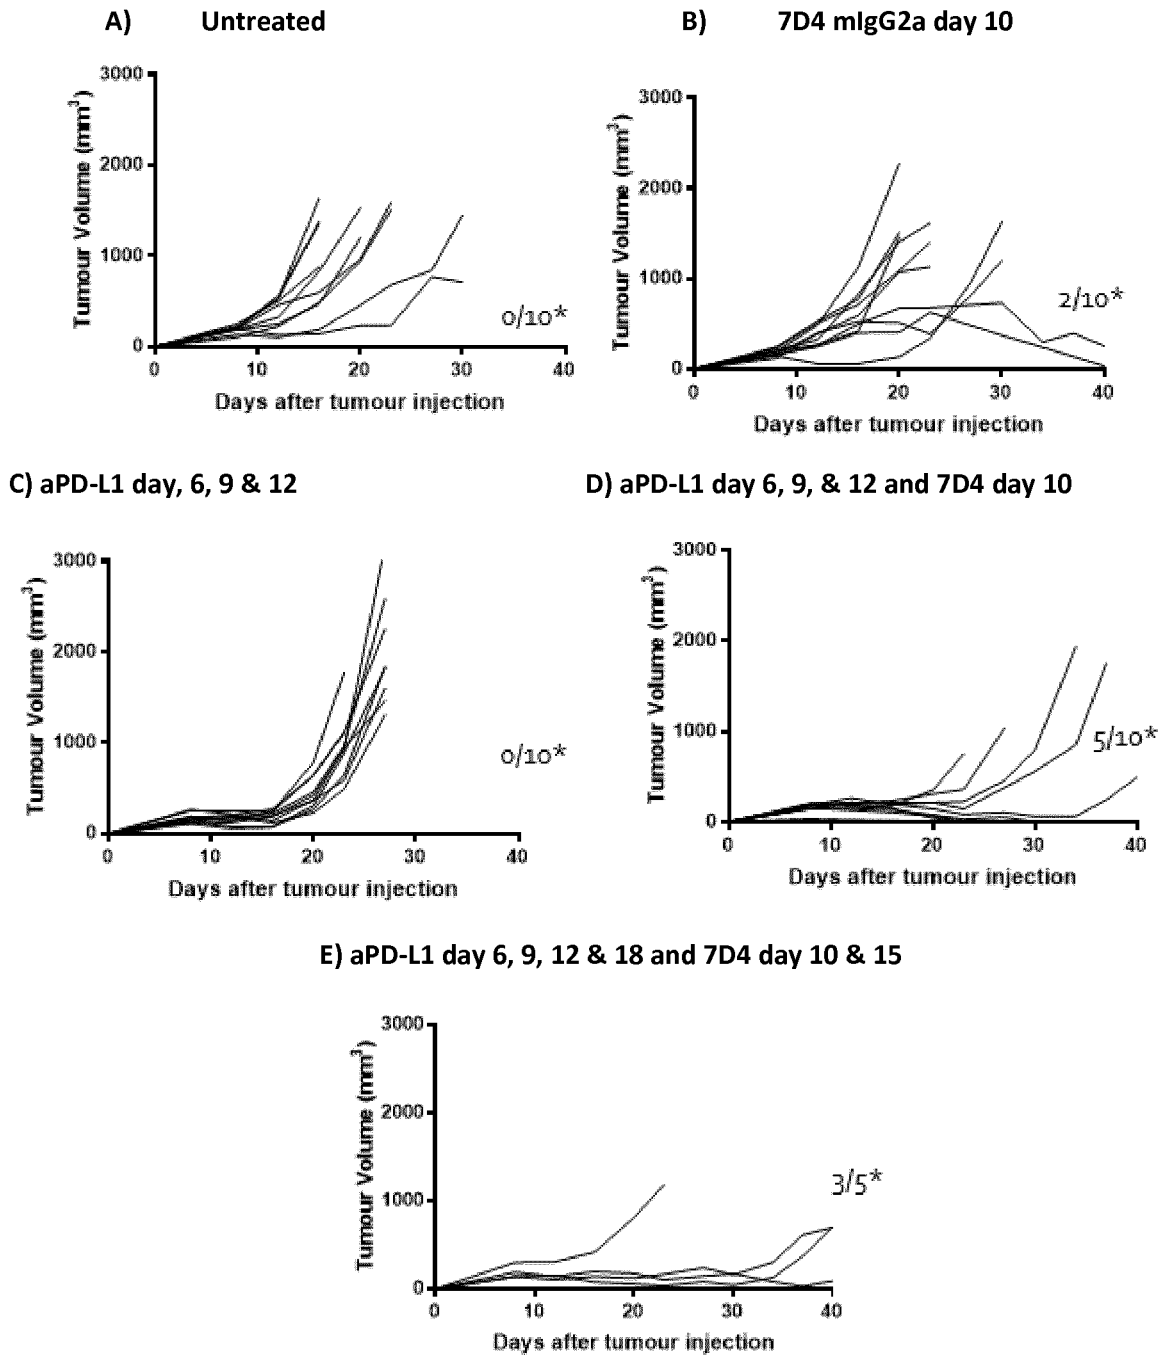 A) Untreated
3000
2000
1000
0
Tumour Volume (mm3)
0/10*
0 10 20 30 40
Days after tumour injection
B) 7D4 mIgG2a day 10
3000
2000
1000
0
Tumour Volume (mm3)
2/10*
0 10 20 30 40
Days after tumour injection
C) aPD-L1 day, 6, 9 & 12
3000
2000
1000
0
Tumour Volume (mm3)
0/10*
0 10 20 30 40
Days after tumour injection
D) aPD-L1 day 6, 9, & 12 and 7D4 day 10
3000
2000
1000
0
Tumour Volume (mm3)
5/10*
0 10 20 30 40
Days after tumour injection
E) aPD-L1 day 6, 9, 12 & 18 and 7D4 day 10 & 15
3000
2000
1000
0
Tumour Volume (mm3)
3/5*
0 10 20 30 40
Days after tumour injection